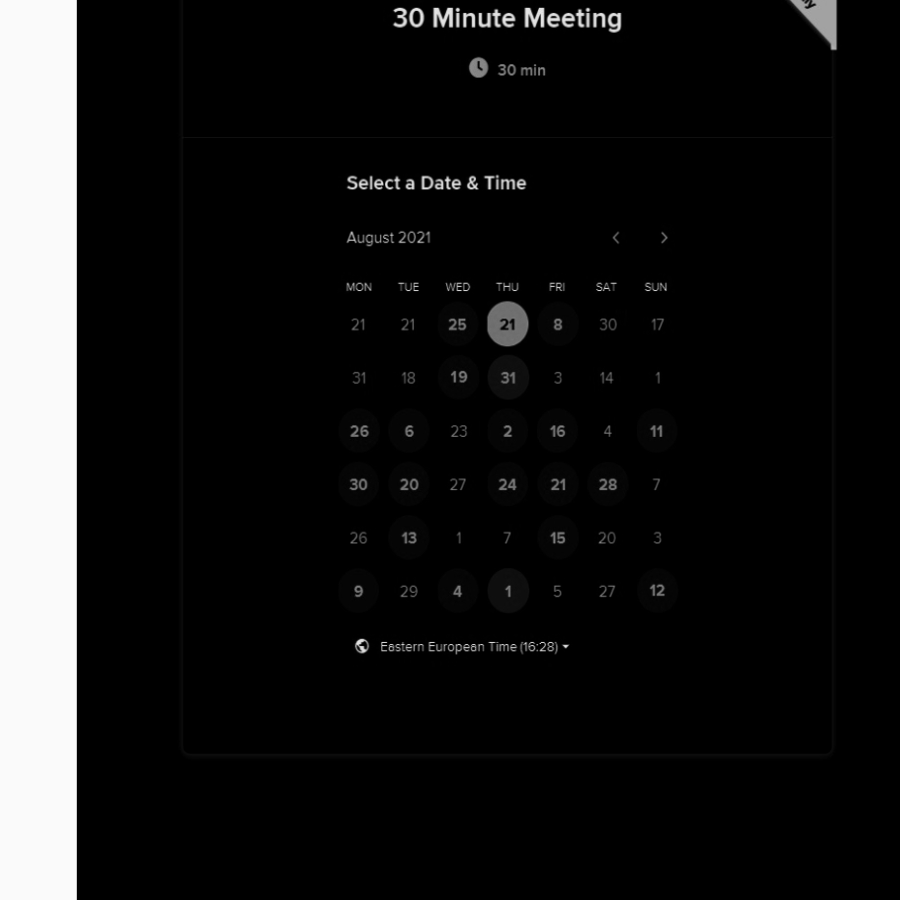 30 Minute Meeting
30 min
Select a Date & Time
August 2021
MON TUE WED THU FRI SAT SUN
21 21 25 21 8 30 17
31 18 19 31 3 14 1
26 6 23 2 16 4 11
30 20 27 24 21 28 7
26 13 1 7 15 20 3
9 29 4 1 5 27 12
Eastern European Time (16:28)